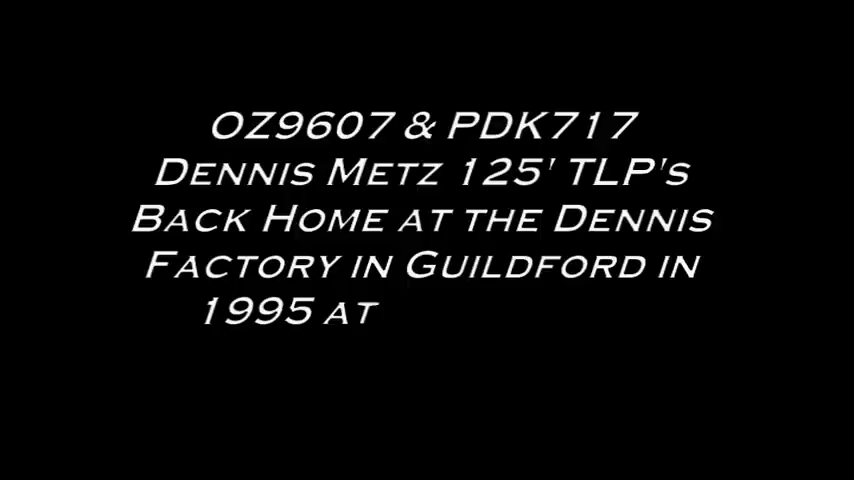 OZ9607 & PDK717
DENNIS METZ 125' TLP'S
BACK HOME AT THE DENNIS
FACTORY IN GUILDFORD IN
1995 AT